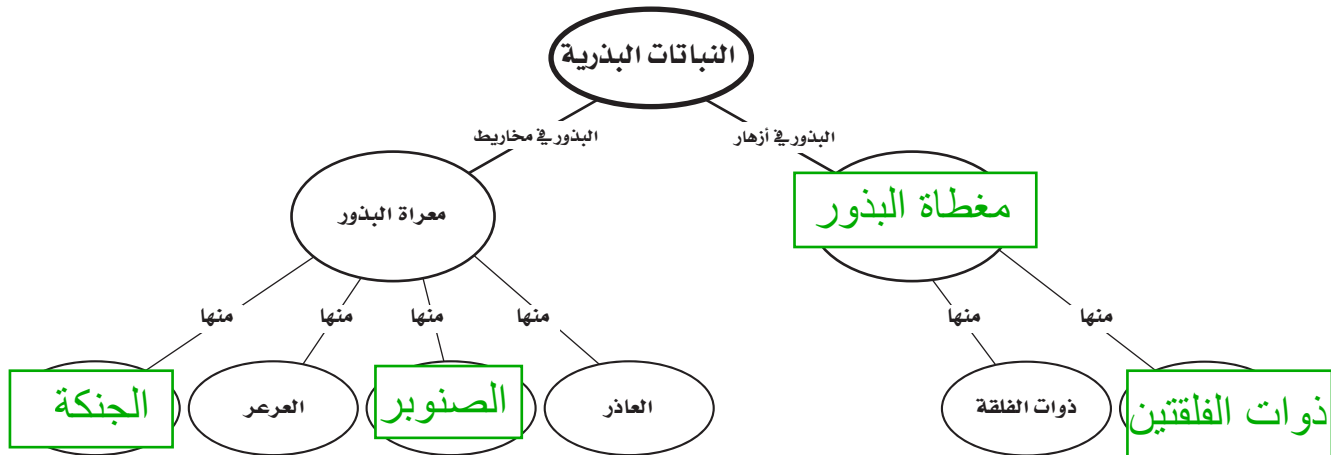 النباتات البذرية
البذور في أزهار
البذور في مخاريط
مغطاة البذور
معراة البذور
منها
منها
منها
منها
منها
منها
ذوات الفلقتين
ذوات الفلقة
العاذر
الصنوبر
العرعر
الجنكة